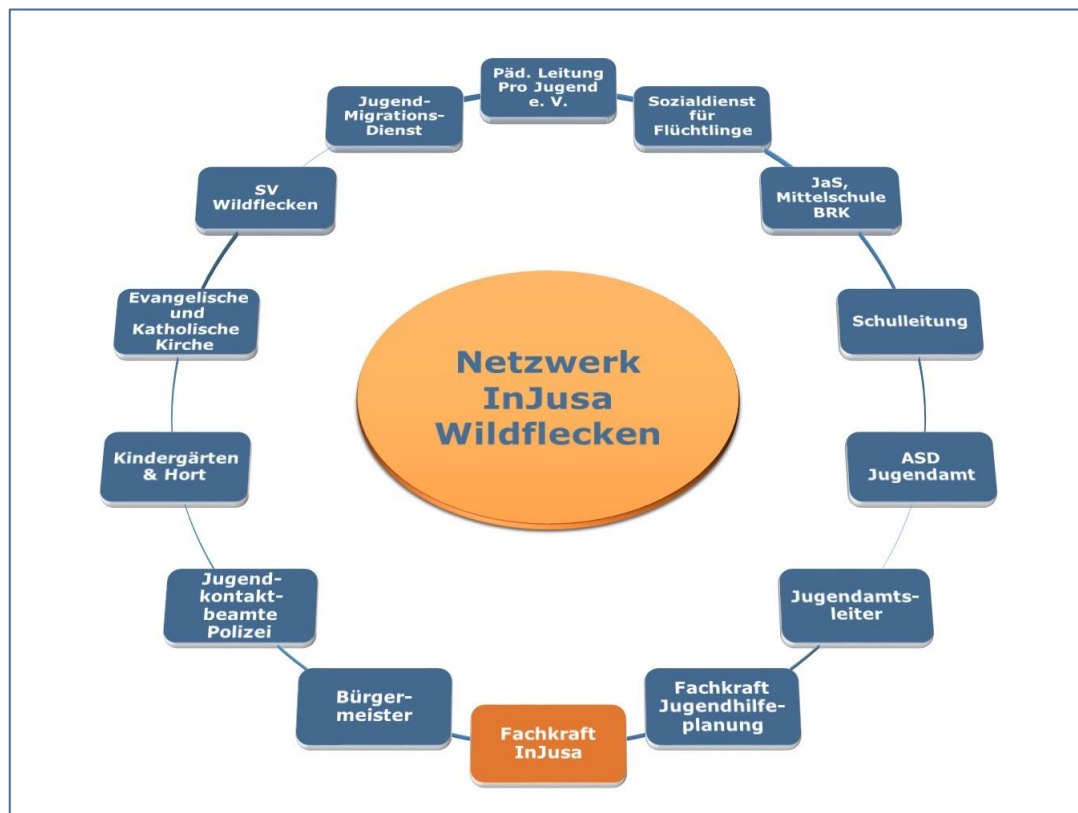 Päd. Leitung
Pro Jugend
e. V.
Sozialdienst
für
Flüchtlinge
JaS,
Mittelschule
BRK
Schulleitung
ASD
Jugendamt
Jugendamts-
leiter
Fachkraft
Jugendhilfe-
planung
Fachkraft
InJusa
Bürger-
meister
Jugend-
kontakt-
beamte
Polizei
Kindergärten
& Hort
Evangelische
und
Katholische
Kirche
SV
Wildflecken
Jugend-
Migrations-
Dienst
Netzwerk
InJusa
Wildflecken